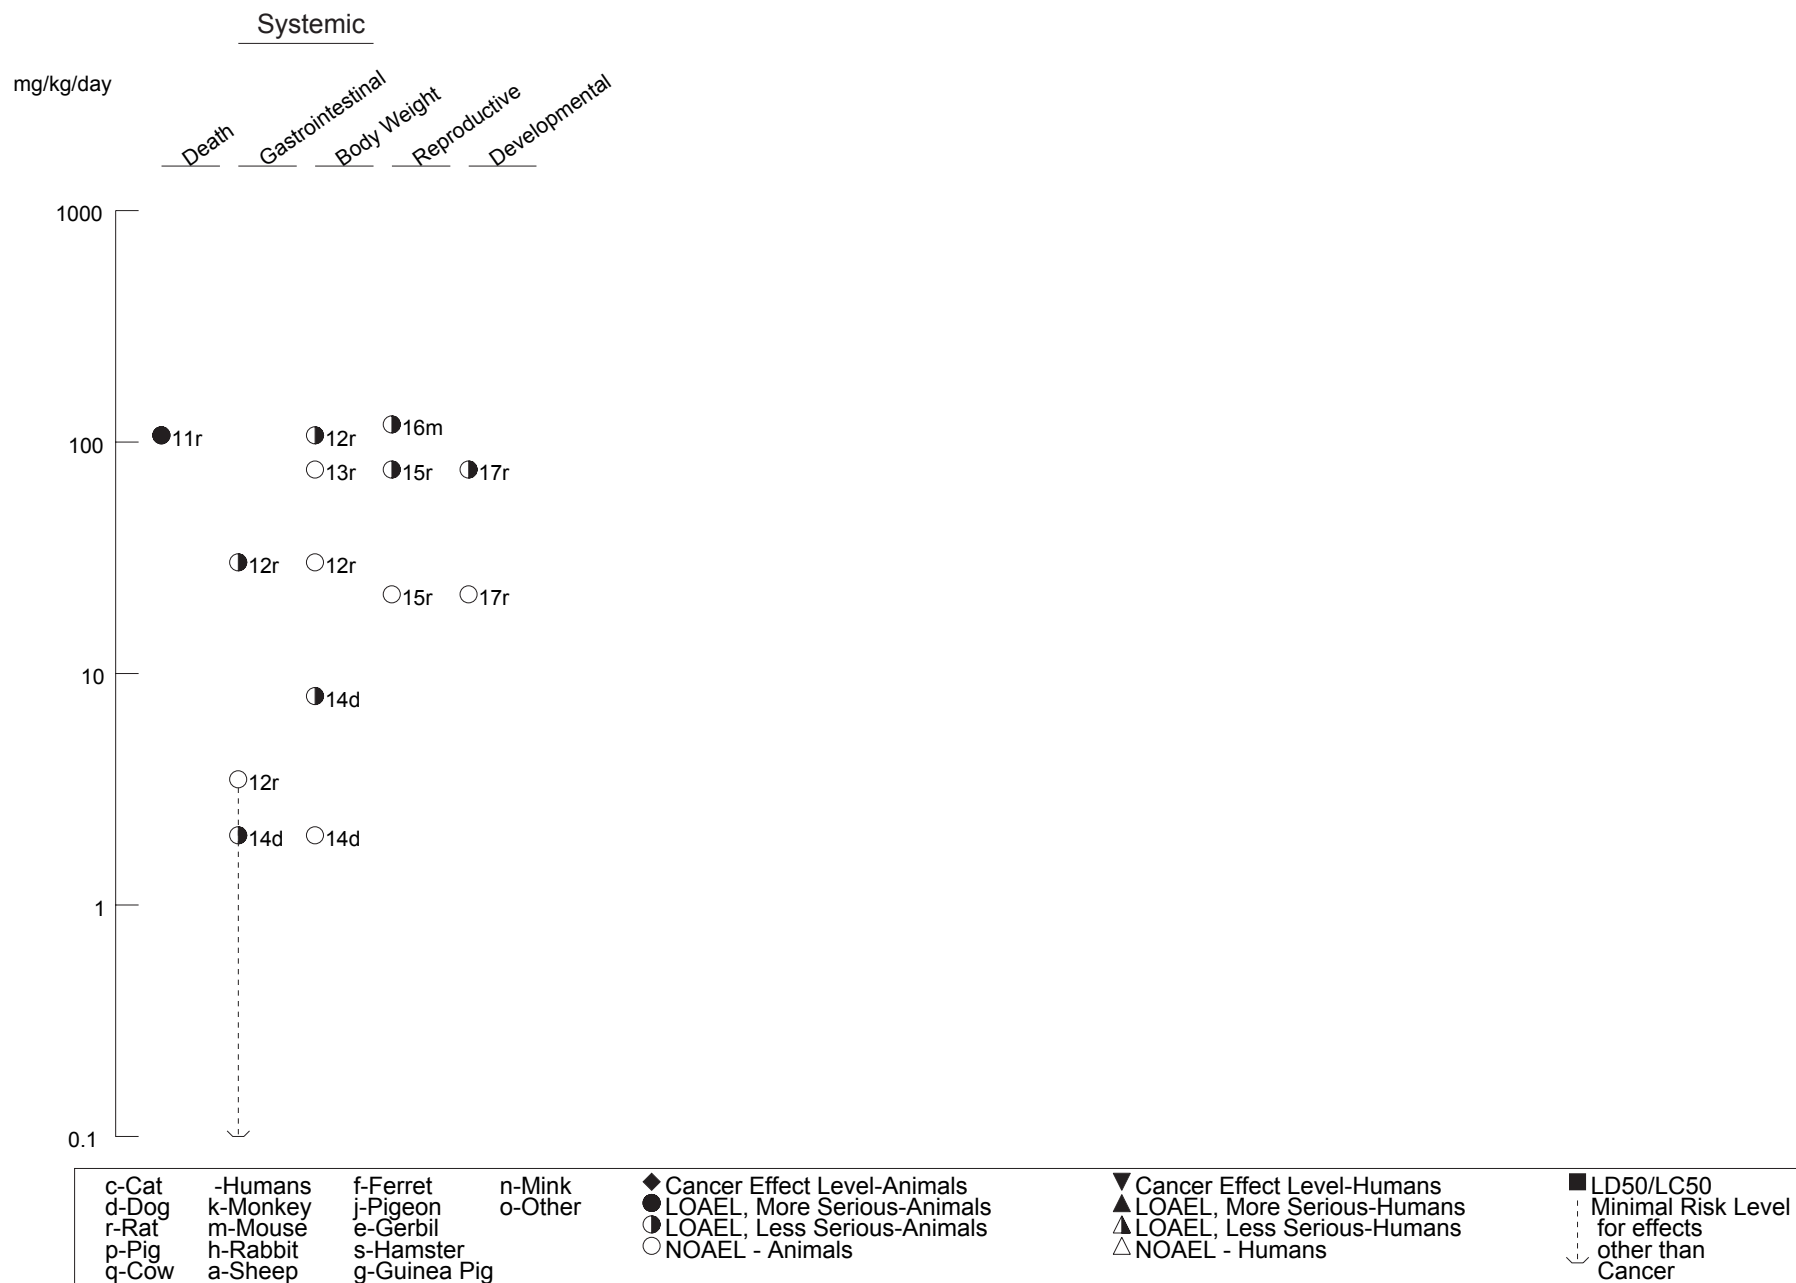 Systemic
mg/kg/day
Death Gastrointestinal Body Weight Reproductive Developmental
1000
16m
100 11r 12r
13r 15r 17r
12r 12r
15r 17r
10
14d
12r
14d 14d
1
0.1
c-Cat -Humans f-Ferret n-Mink Cancer Effect Level-Animals Cancer Effect Level-Humans LD50/LC50
d-Dog k-Monkey j-Pigeon o-Other LOAEL, More Serious-Animals LOAEL, More Serious-Humans Minimal Risk Level
r-Rat m-Mouse e-Gerbil LOAEL, Less Serious-Animals LOAEL, Less Serious-Humans for effects
p-Pig h-Rabbit s-Hamster NOAEL - Animals NOAEL - Humans other than
q-Cow a-Sheep g-Guinea Pig Cancer